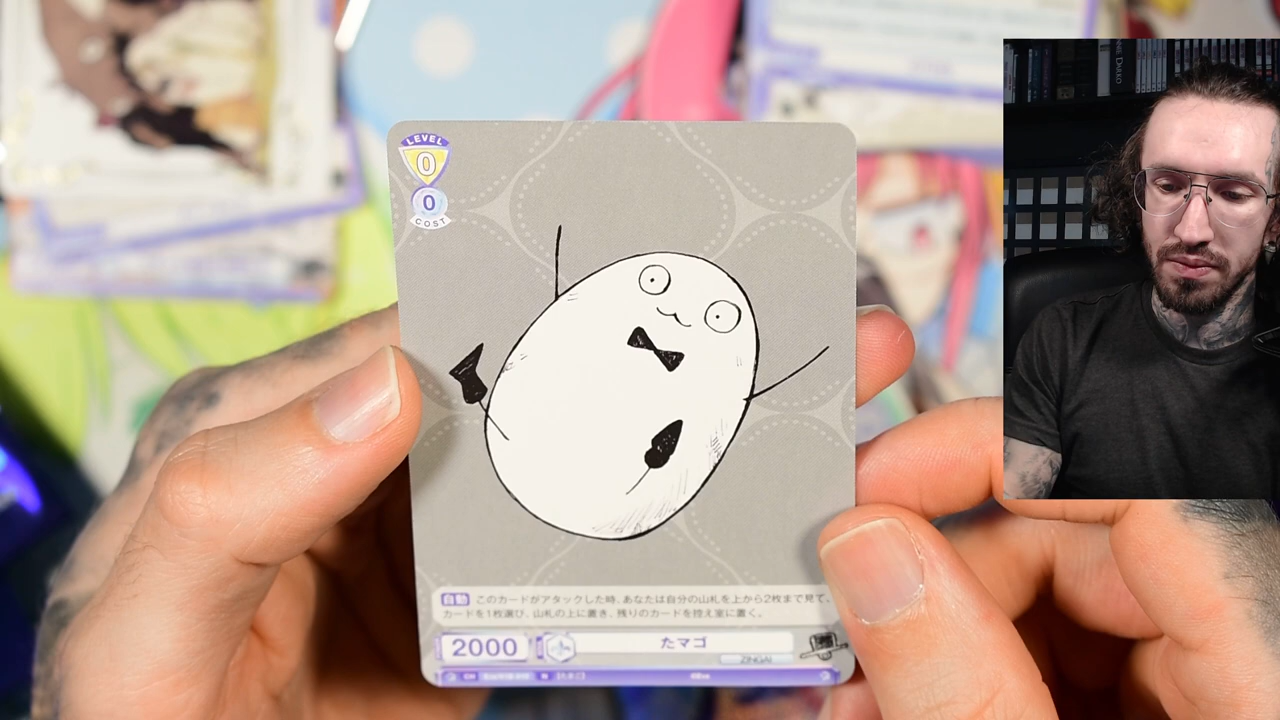 LEVEL
0
0
COST
自動 このカードがアタックした時、あなたは自分の山札を上から2枚まで見て、
カードを1枚選び、山札の上に置き、残りのカードを控え室に置く。
2000
たマゴ
ZINGAI
CH
N